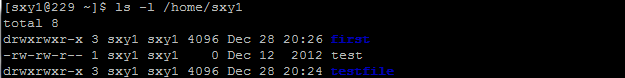 [sxy1@229 ~]$ ls -l /home/sxy1
total 8
drwxrwxr-x 3 sxy1 sxy1 4096 Dec 28 20:26 first
-rw-rw-r-- 1 sxy1 sxy1    0 Dec 12  2012 test
drwxrwxr-x 3 sxy1 sxy1 4096 Dec 28 20:24 testfile